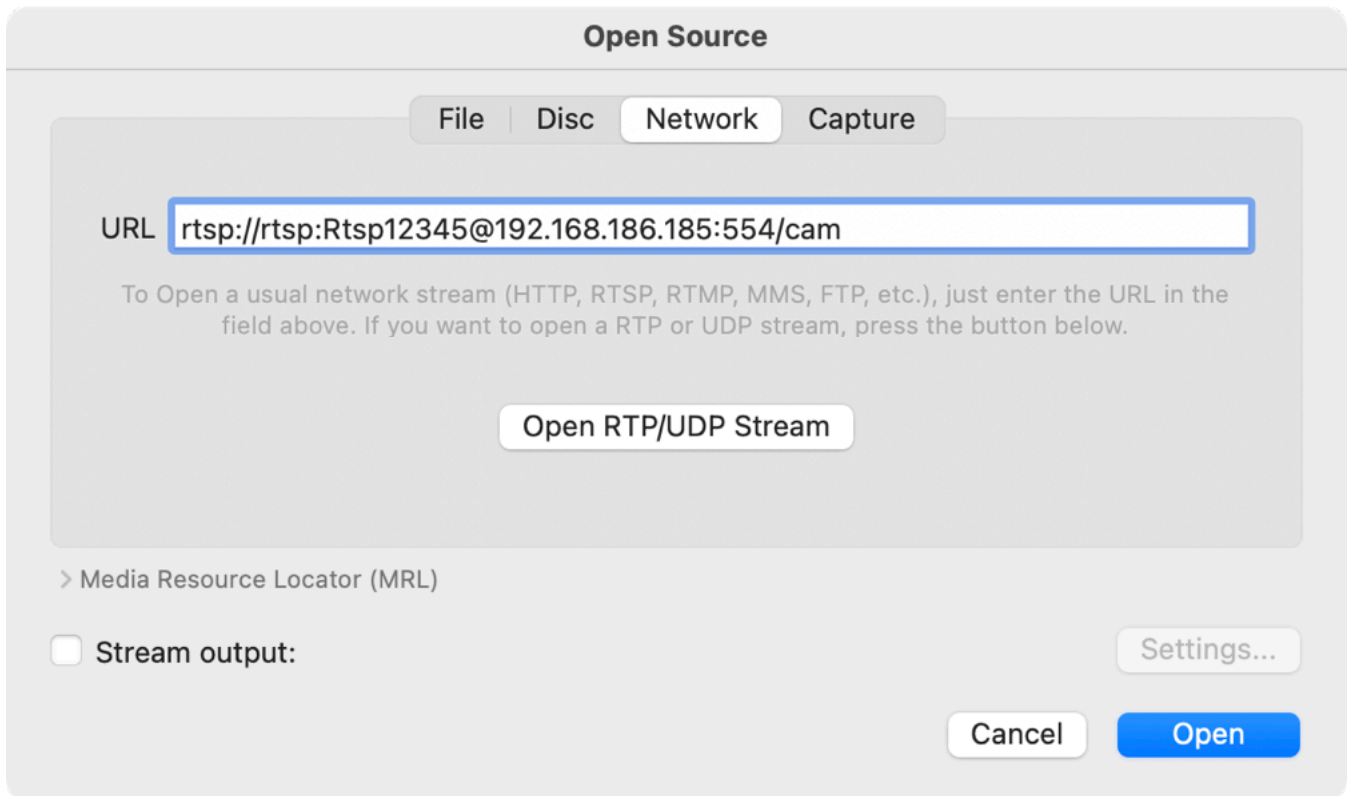 Open Source
File Disc Network Capture
URL rtsp://rtsp:Rtsp12345@192.168.186.185:554/cam
To Open a usual network stream (HTTP, RTSP, RTMP, MMS, FTP, etc.), just enter the URL in the
field above. If you want to open a RTP or UDP stream, press the button below.
Open RTP/UDP Stream
Media Resource Locator (MRL)
Stream output:
Settings...
Cancel Open